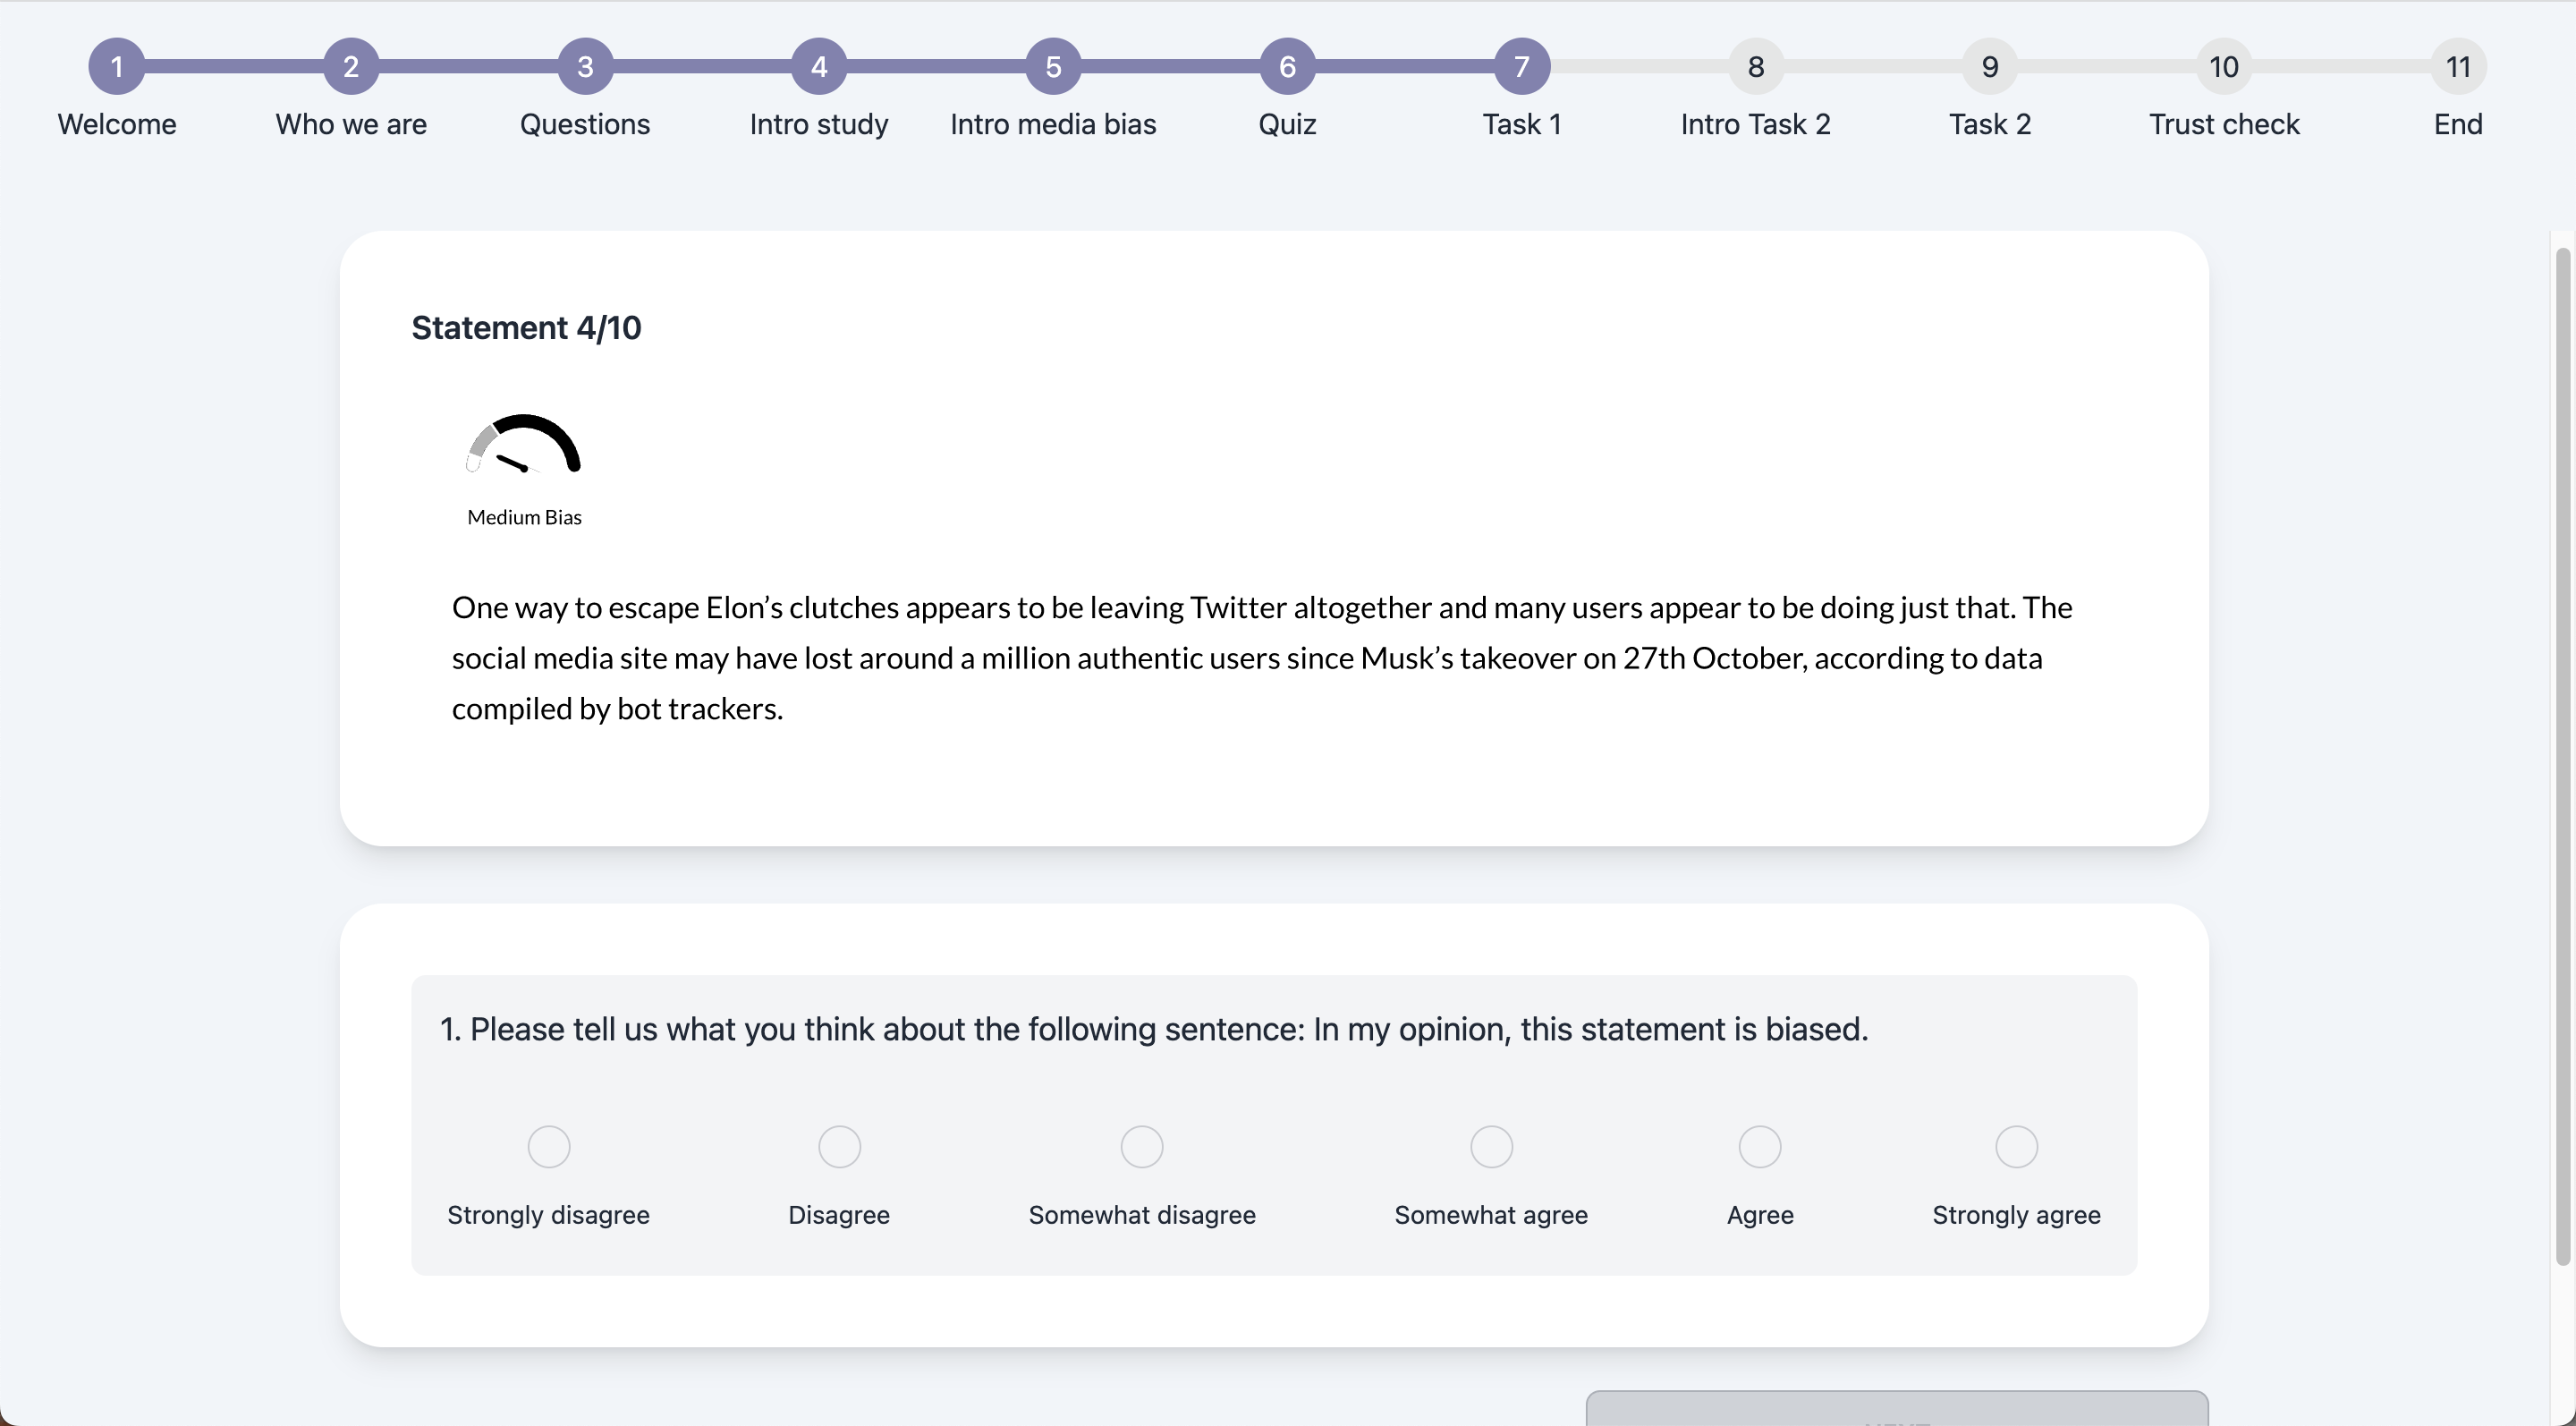 1 2 3 4 5 6 7 8 9 10 11
Welcome Who we are Questions Intro study Intro media bias Quiz Task 1 Intro Task 2 Task 2 Trust check End
Statement 4/10
Medium Bias
One way to escape Elon’s clutches appears to be leaving Twitter altogether and many users appear to be doing just that. The
social media site may have lost around a million authentic users since Musk’s takeover on 27th October, according to data
compiled by bot trackers.
1. Please tell us what you think about the following sentence: In my opinion, this statement is biased.
Strongly disagree Disagree Somewhat disagree Somewhat agree Agree Strongly agree